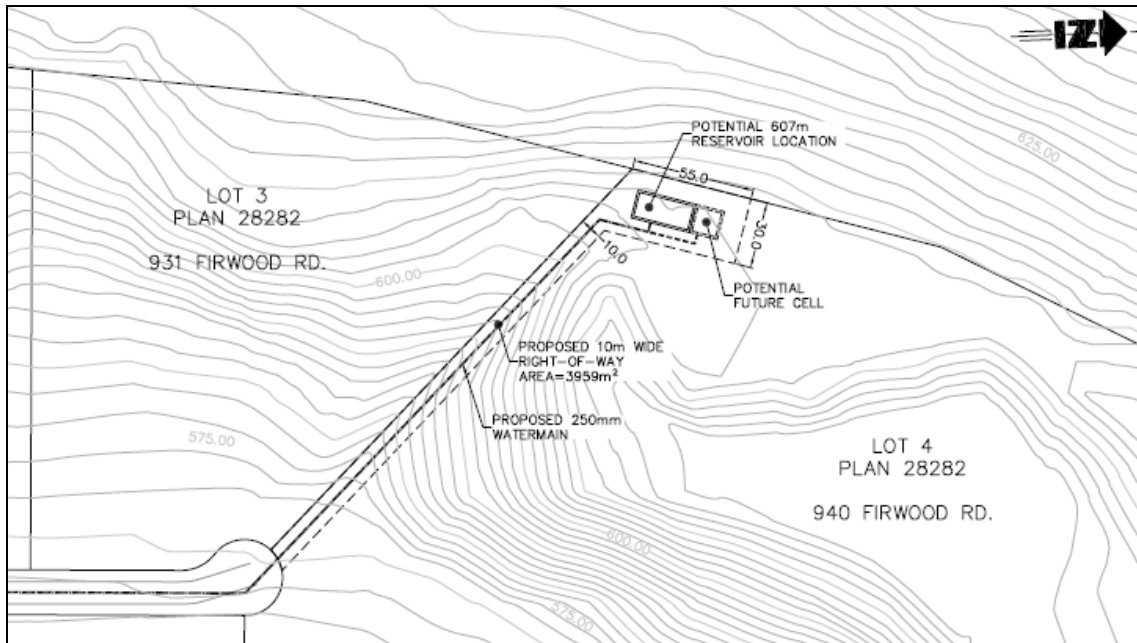 N
POTENTIAL 607m
RESERVOIR LOCATION
625.00
55.0
LOT 3
PLAN 28282
931 FIRWOOD RD.
30.0
10.0
600.00
POTENTIAL
FUTURE CELL
PROPOSED 10m WIDE
RIGHT-OF-WAY
AREA=3959m²
PROPOSED 250mm
WATERMAIN
575.00
LOT 4
PLAN 28282
940 FIRWOOD RD.
600.00
575.00